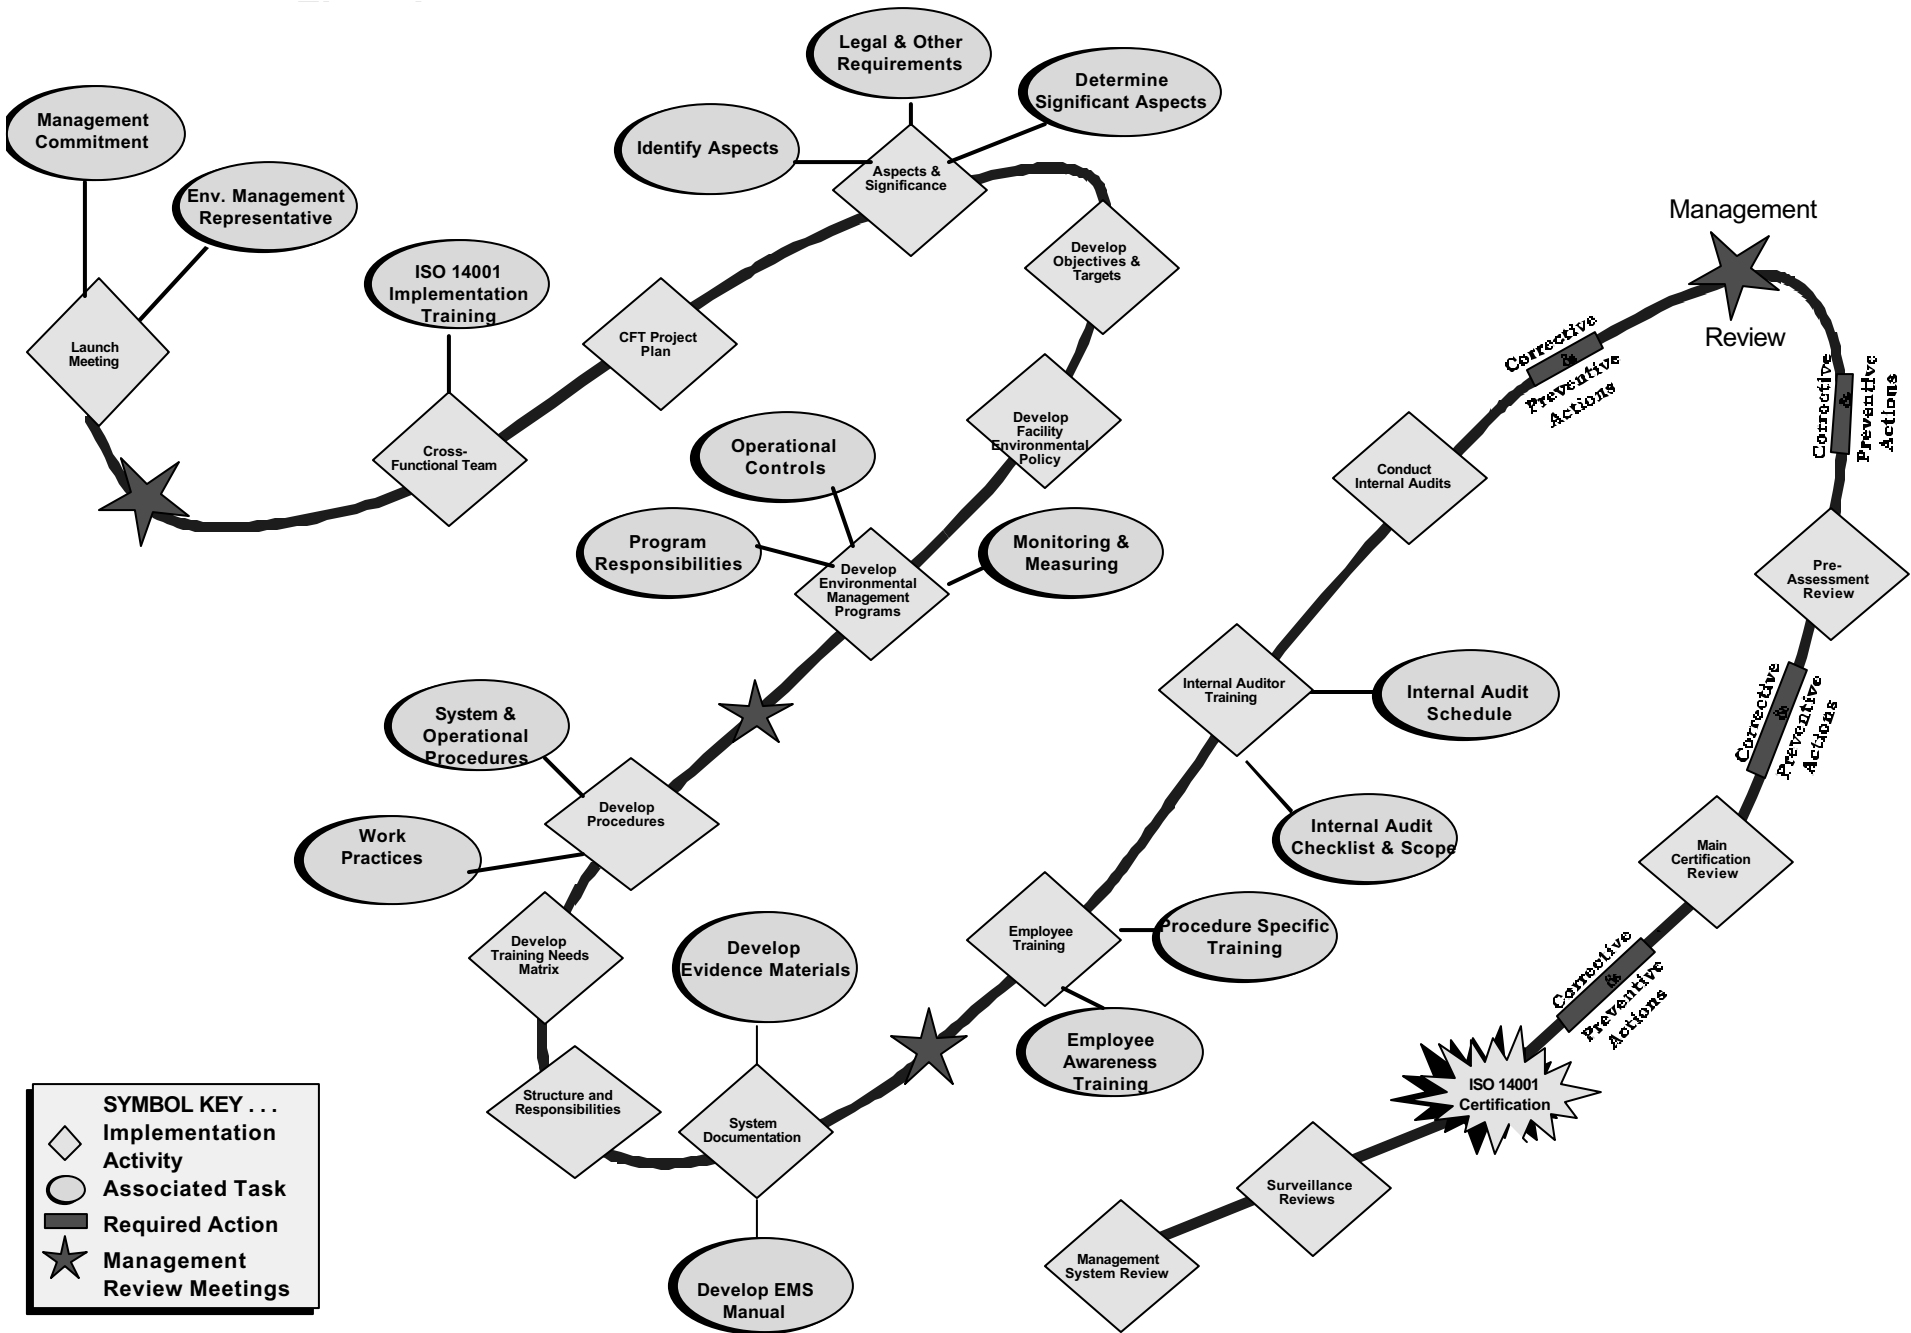 Management
Commitment
Env. Management
Representative
Launch
Meeting
ISO 14001
Implementation
Training
Cross-
Functional Team
CFT Project
Plan
Identify Aspects
Legal & Other
Requirements
Determine
Significant Aspects
Aspects &
Significance
Develop
Objectives &
Targets
Develop
Facility
Environmental
Policy
Operational
Controls
Program
Responsibilities
Monitoring &
Measuring
Develop
Environmental
Management
Programs
System &
Operational
Procedures
Work
Practices
Develop
Procedures
Develop
Training Needs
Matrix
Structure and
Responsibilities
Develop
Evidence Materials
System
Documentation
Develop EMS
Manual
Employee
Training
Procedure Specific
Training
Employee
Awareness
Training
Internal Auditor
Training
Internal Audit
Schedule
Internal Audit
Checklist & Scope
Conduct
Internal Audits
Corrective
&
Preventive
Actions
Management
Review
Corrective
&
Preventive
Actions
Pre-
Assessment
Review
Corrective
&
Preventive
Actions
Main
Certification
Review
Corrective
&
Preventive
Actions
ISO 14001
Certification
Surveillance
Reviews
Management
System Review
SYMBOL KEY . . .
Implementation
Activity
Associated Task
Required Action
Management
Review Meetings